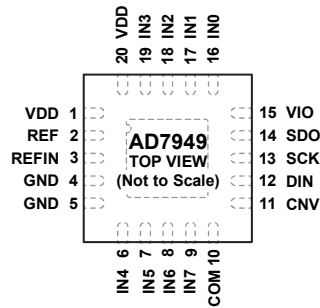 20 VDD
19 IN3
18 IN2
17 IN1
16 IN0
VDD 1
REF 2
REFIN 3
GND 4
GND 5
AD7949
TOP VIEW
(Not to Scale)
15 VIO
14 SDO
13 SCK
12 DIN
11 CNV
IN4 6
IN5 7
IN6 8
IN7 9
COM 10